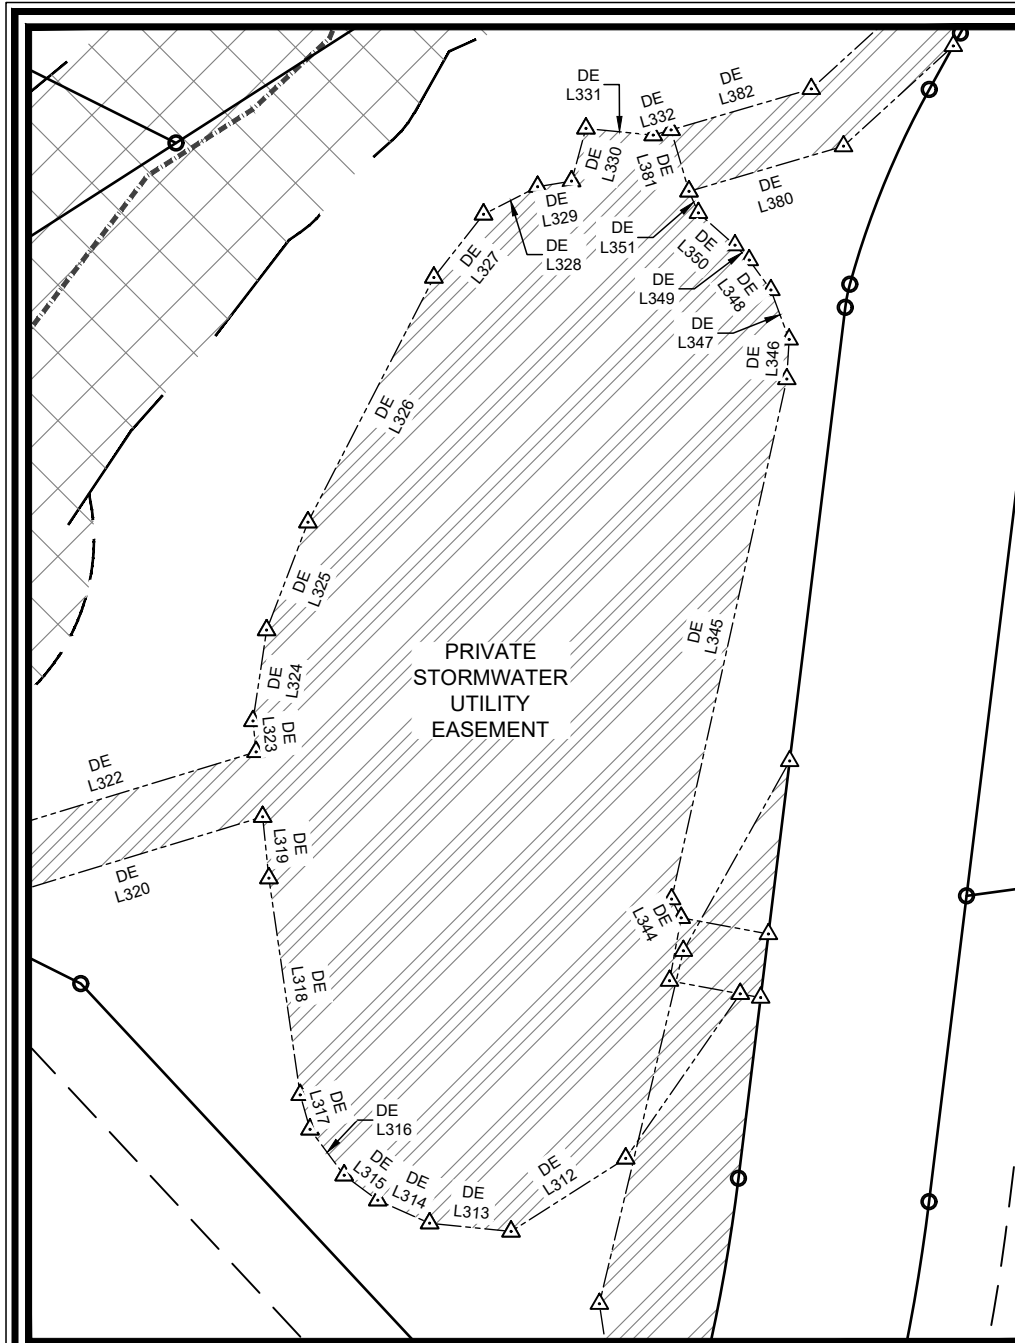 DE
L331
DE
L332
DE
L382
DE
L330
DE
L381
DE
L380
DE
L329
DE
L328
DE
L351
DE
L350
DE
L327
DE
L349
DE
L348
DE
L347
DE
L346
DE
L326
DE
L325
DE
L345
PRIVATE
STORMWATER
UTILITY
EASEMENT
DE
L324
DE
L323
DE
L322
DE
L319
DE
L320
DE
L344
DE
L318
DE
L317
DE
L316
DE
L315
DE
L314
DE
L313
DE
L312